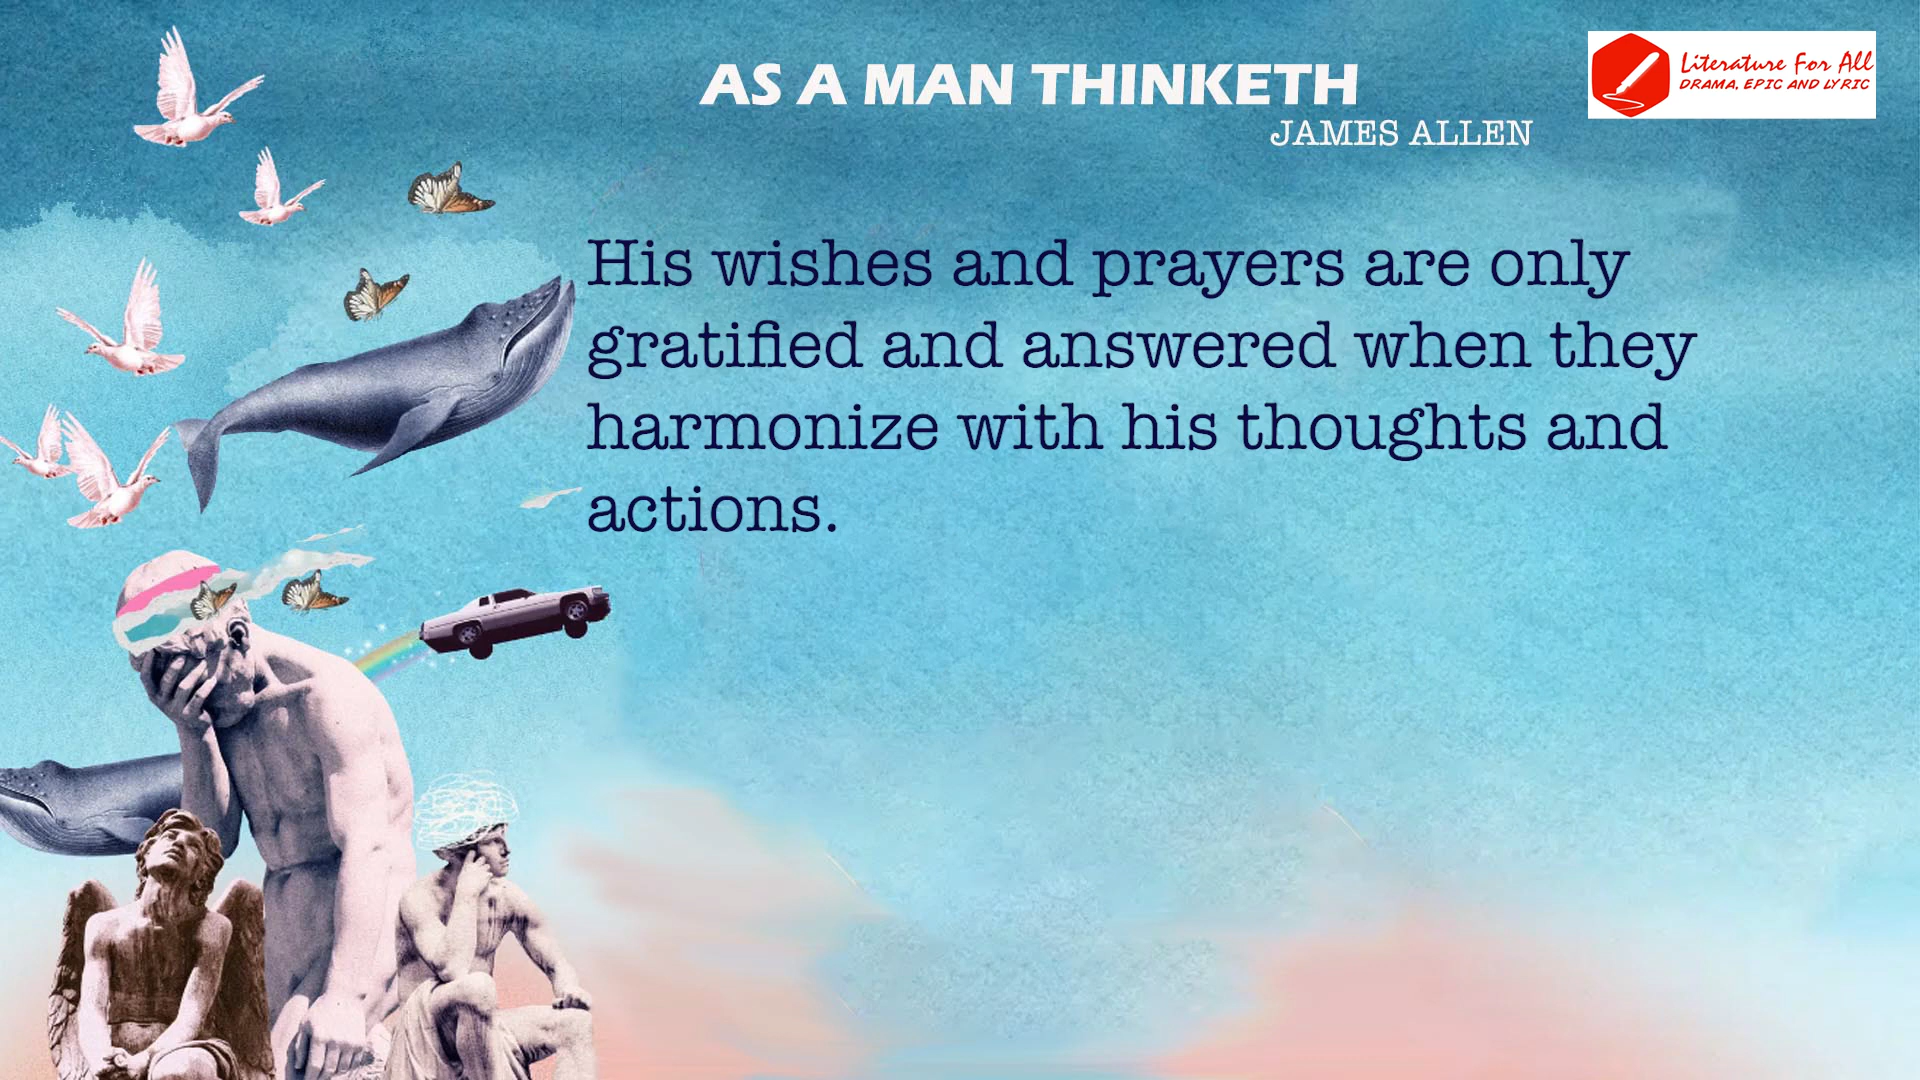 AS A MAN THINKETH
JAMES ALLEN
Literature For All
DRAMA, EPIC AND LYRIC
His wishes and prayers are only
gratified and answered when they
harmonize with his thoughts and
actions.